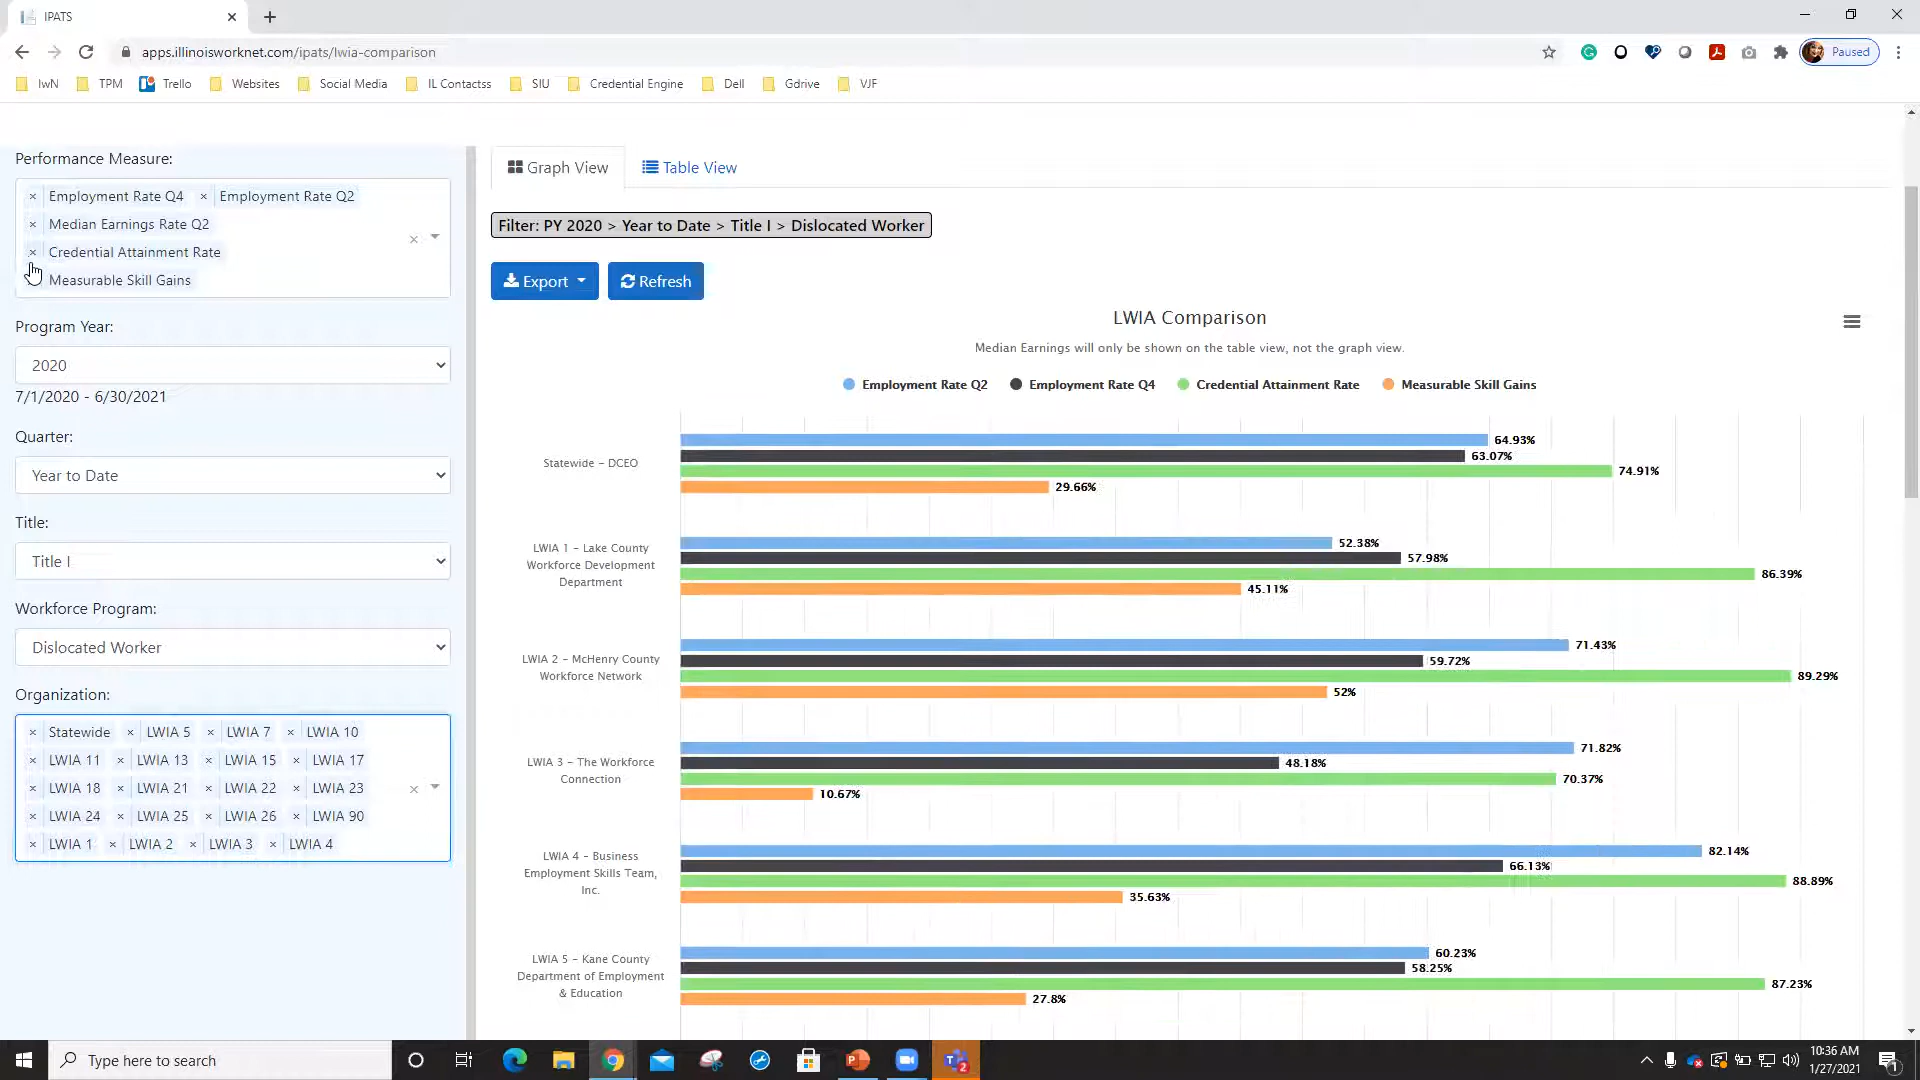 IPATS
apps.illinoisworknet.com/ipats/lwia-comparison
Paused
IwN TPM Trello Websites Social Media IL Contactss SIU Credential Engine Dell Gdrive VJF
Performance Measure:
× Employment Rate Q4 × Employment Rate Q2
× Median Earnings Rate Q2
× Credential Attainment Rate
Measurable Skill Gains
Program Year:
2020
7/1/2020 - 6/30/2021
Quarter:
Year to Date
Title:
Title I
Workforce Program:
Dislocated Worker
Organization:
× Statewide × LWIA 5 × LWIA 7 × LWIA 10
× LWIA 11 × LWIA 13 × LWIA 15 × LWIA 17
× LWIA 18 × LWIA 21 × LWIA 22 × LWIA 23
× LWIA 24 × LWIA 25 × LWIA 26 × LWIA 90
× LWIA 1 × LWIA 2 × LWIA 3 × LWIA 4
Graph View Table View
Filter: PY 2020 > Year to Date > Title I > Dislocated Worker
Export Refresh
LWIA Comparison
Median Earnings will only be shown on the table view, not the graph view.
Employment Rate Q2 Employment Rate Q4 Credential Attainment Rate Measurable Skill Gains
Statewide - DCEO
64.93%
63.07%
74.91%
29.66%
LWIA 1 - Lake County
Workforce Development
Department
52.38%
57.98%
86.39%
45.11%
LWIA 2 - McHenry County
Workforce Network
71.43%
59.72%
89.29%
52%
LWIA 3 - The Workforce
Connection
71.82%
48.18%
70.37%
10.67%
LWIA 4 - Business
Employment Skills Team,
Inc.
82.14%
66.13%
88.89%
35.63%
LWIA 5 - Kane County
Department of Employment
& Education
60.23%
58.25%
87.23%
27.8%
Type here to search
10:36 AM
1/27/2021